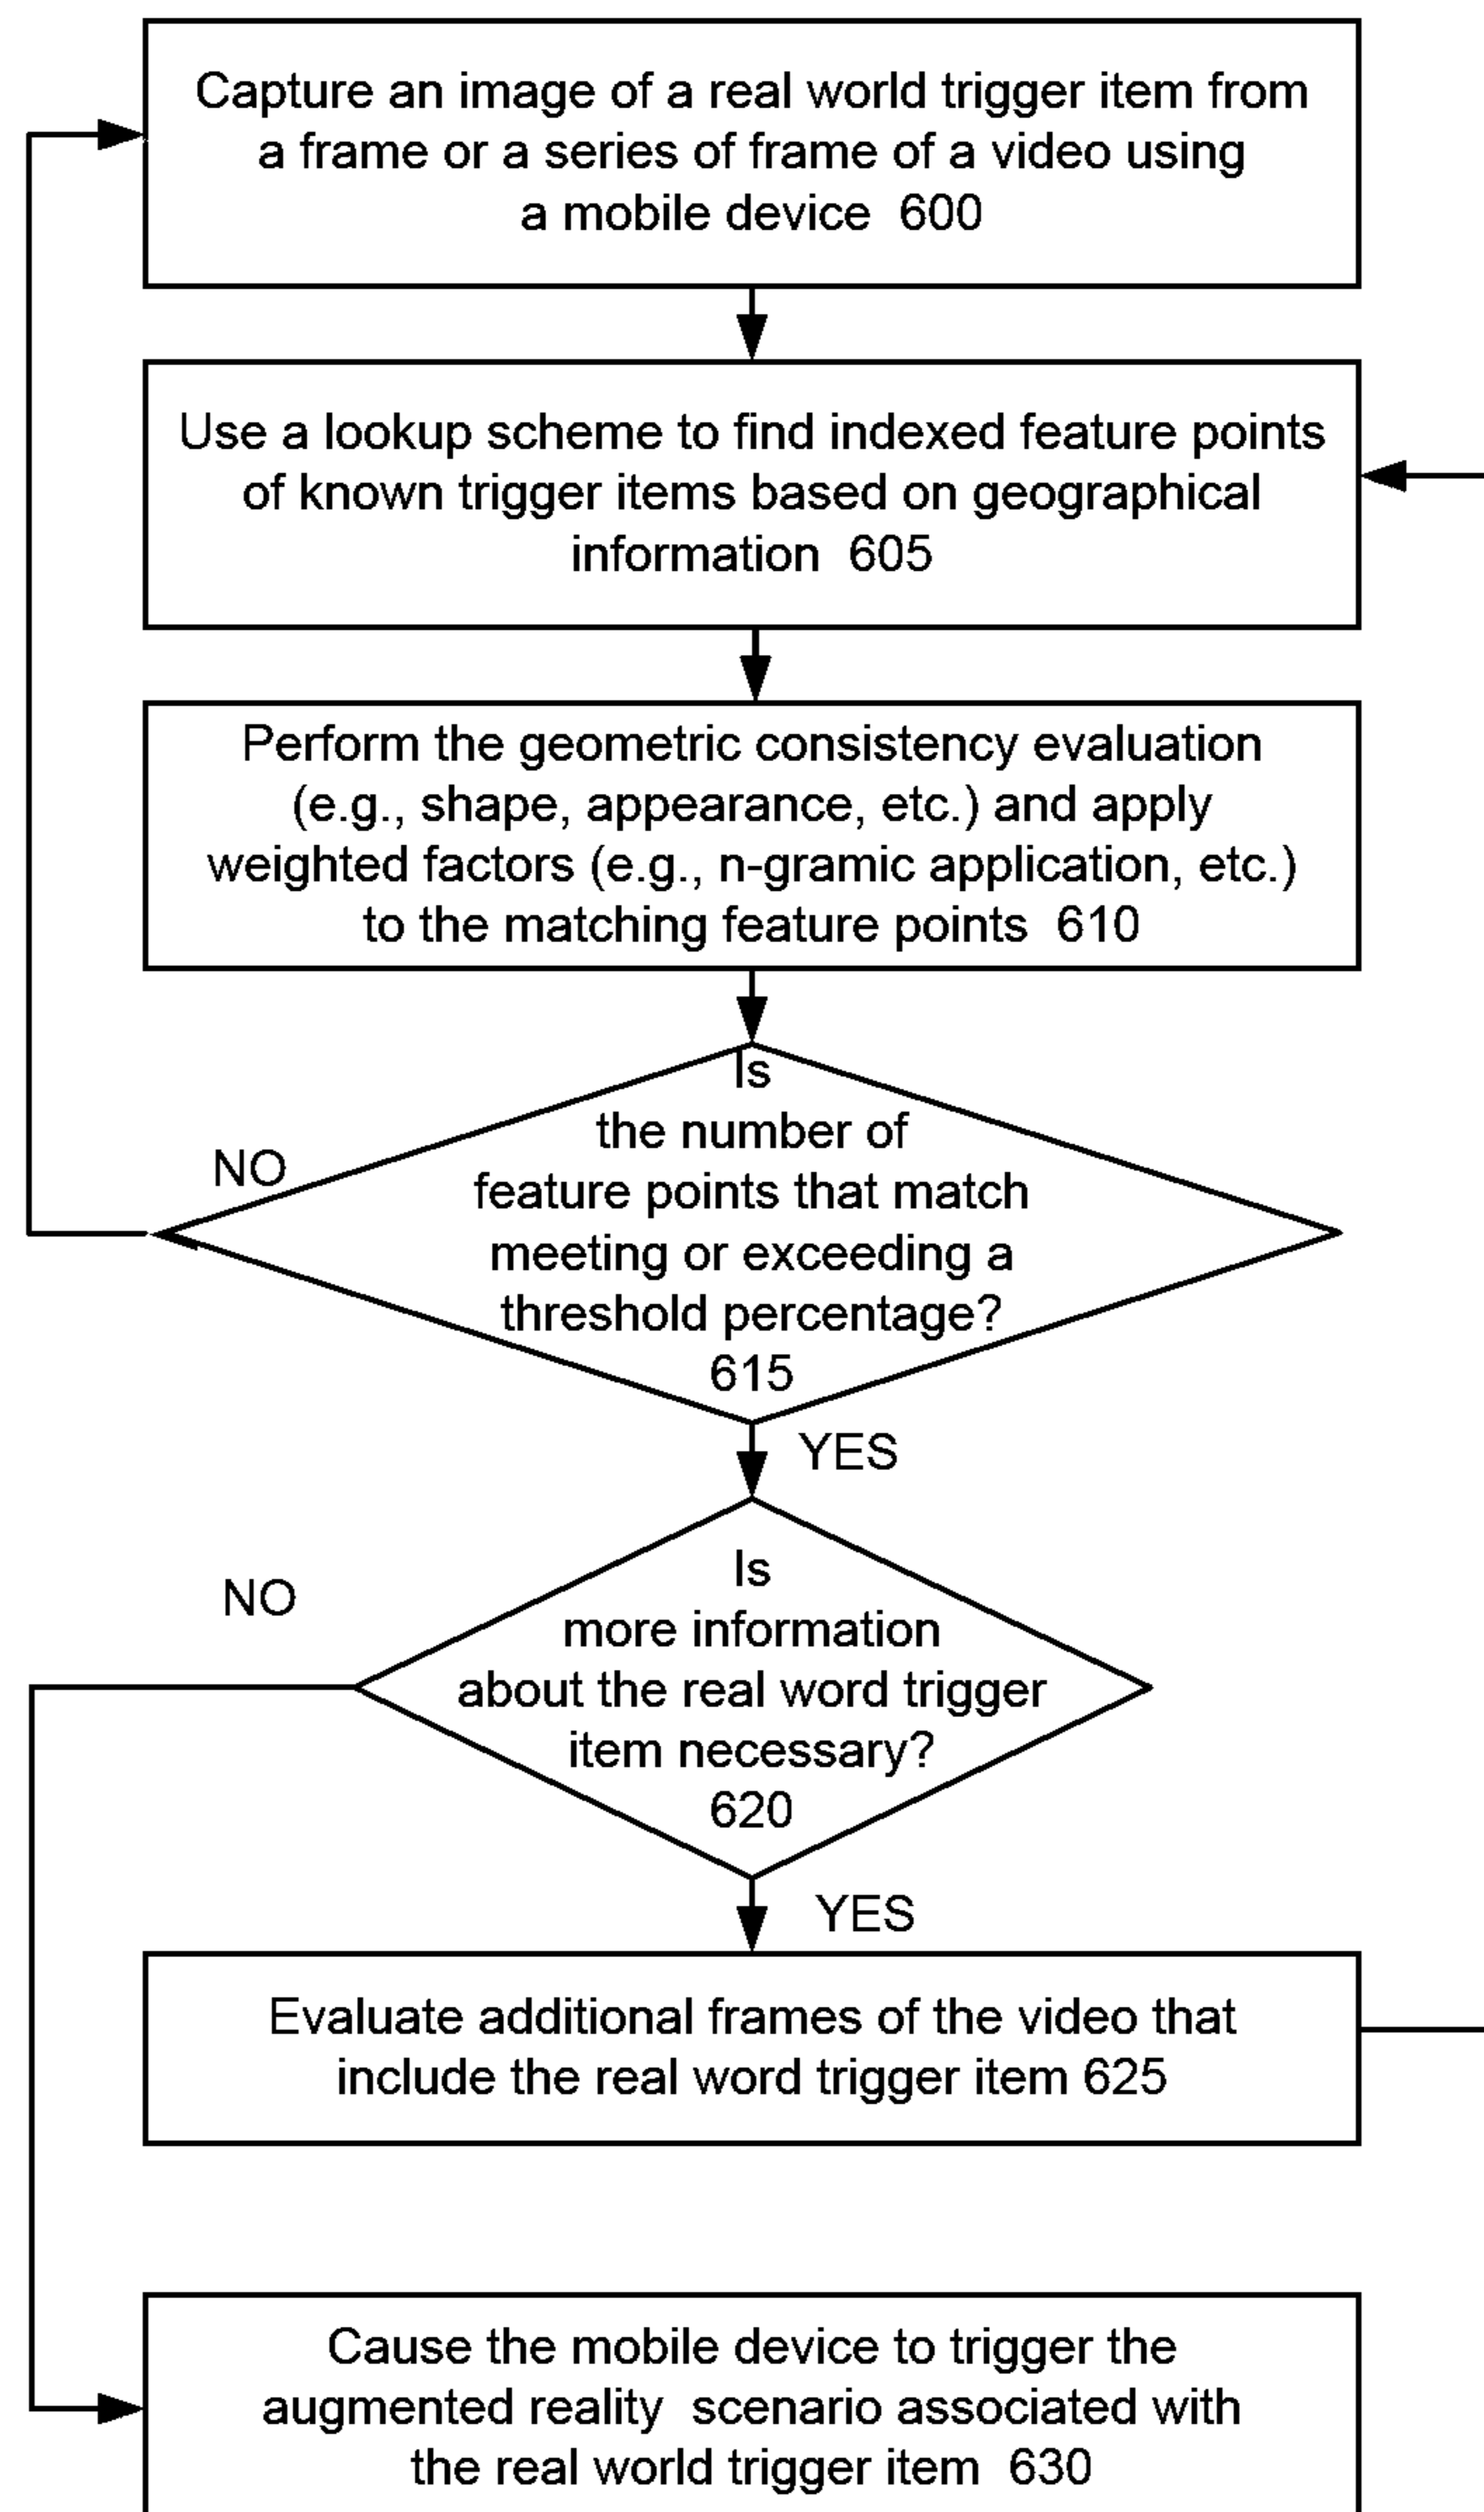 Capture an image of a real world trigger item from
a frame or a series of frame of a video using
a mobile device 600
Use a lookup scheme to find indexed feature points
of known trigger items based on geographical
information 605
Perform the geometric consistency evaluation
(e.g., shape, appearance, etc.) and apply
weighted factors (e.g., n-gramic application, etc.)
to the matching feature points 610
Is
the number of
feature points that match
meeting or exceeding a
threshold percentage?
615
NO
YES
Is
more information
about the real word trigger
item necessary?
620
NO
YES
Evaluate additional frames of the video that
include the real word trigger item 625
Cause the mobile device to trigger the
augmented reality scenario associated with
the real world trigger item 630